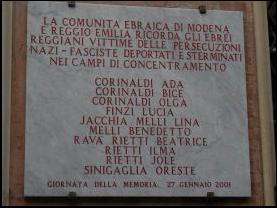 LA COMUNITA EBRAICA DI MODENA
E REGGIO EMILIA RICORDA GLI EBREI
REGGIANI VITTIME DELLE PERSECUZIONI
NAZI - FASCISTE DEPORTATI E STERMINATI
NEI CAMPI DI CONCENTRAMENTO
CORINALDI ADA
CORINALDI BICE
CORINALDI OLGA
FINZI LUCIA
JACCHIA MELLI LINA
MELLI BENEDETTO
RAVA RIETTI BEATRICE
RIETTI ILMA
RIETTI JOLE
SINIGAGLIA ORESTE
GIORNATA DELLA MEMORIA, 27 GENNAIO 2001